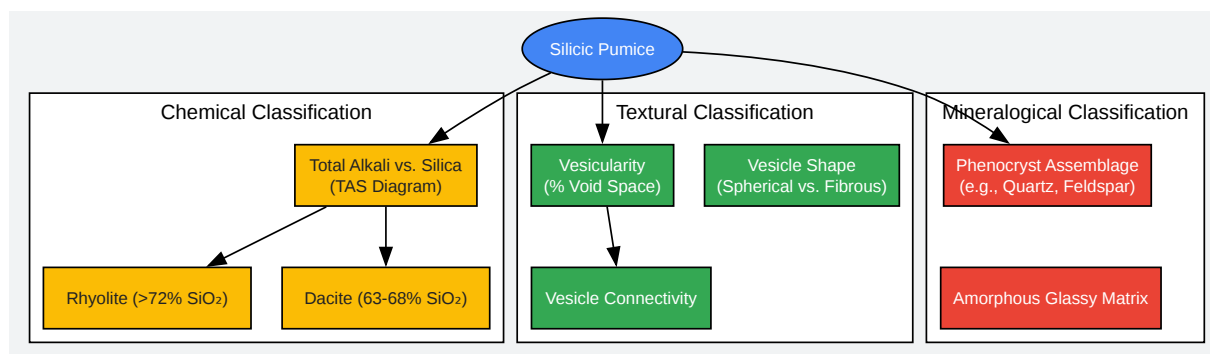 Silicic Pumice
Chemical Classification
Total Alkali vs. Silica
(TAS Diagram)
Rhyolite (>72% SiO₂)
Dacite (63-68% SiO₂)
Textural Classification
Vesicularity
(% Void Space)
Vesicle Shape
(Spherical vs. Fibrous)
Vesicle Connectivity
Mineralogical Classification
Phenocryst Assemblage
(e.g., Quartz, Feldspar)
Amorphous Glassy Matrix